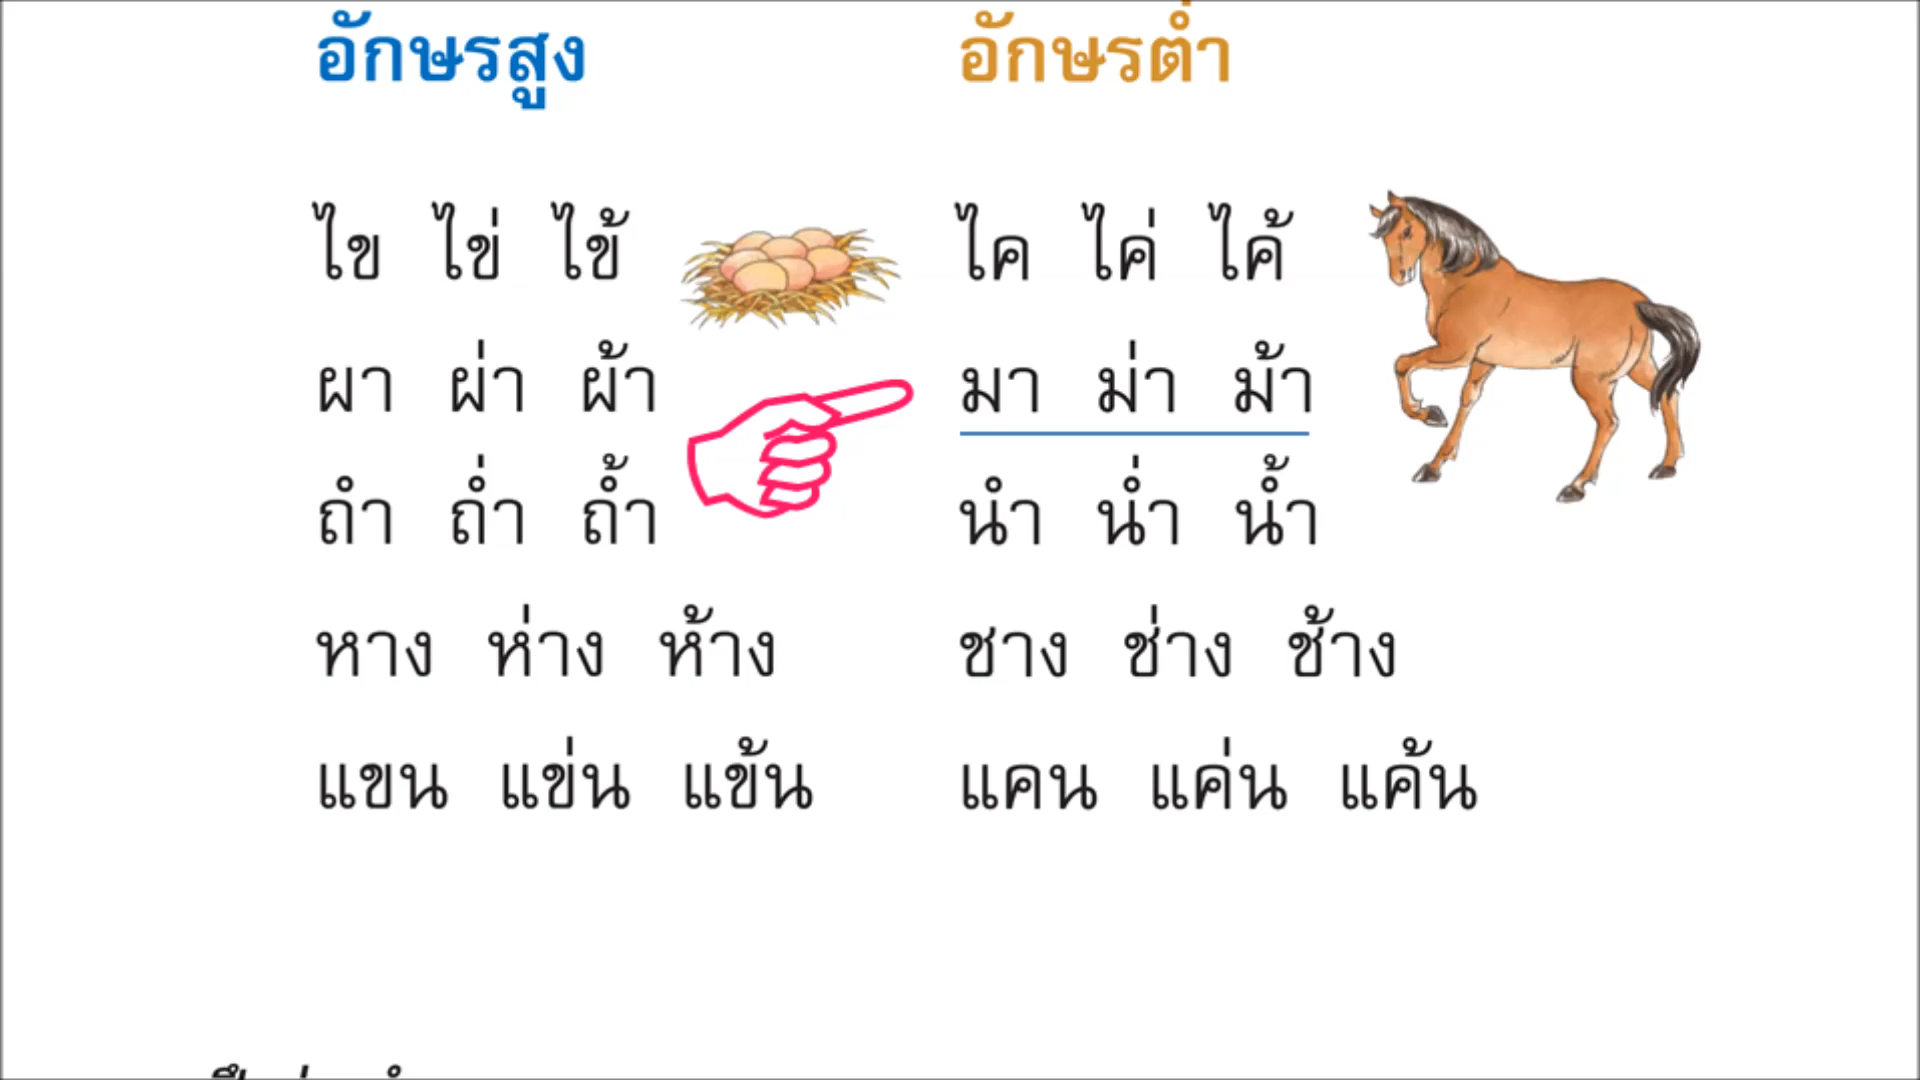 อักษรสูง อักษรต่ำ
ไข ไข่ ไข้ ไค ไค่ ไค้
ผา ผ่า ผ้า มา ม่า ม้า
ถำ ถ่ำ ถ้ำ นำ น่ำ น้ำ
หาง ห่าง ห้าง ชาง ช่าง ช้าง
แขน แข่น แข้น แคน แค่น แค้น